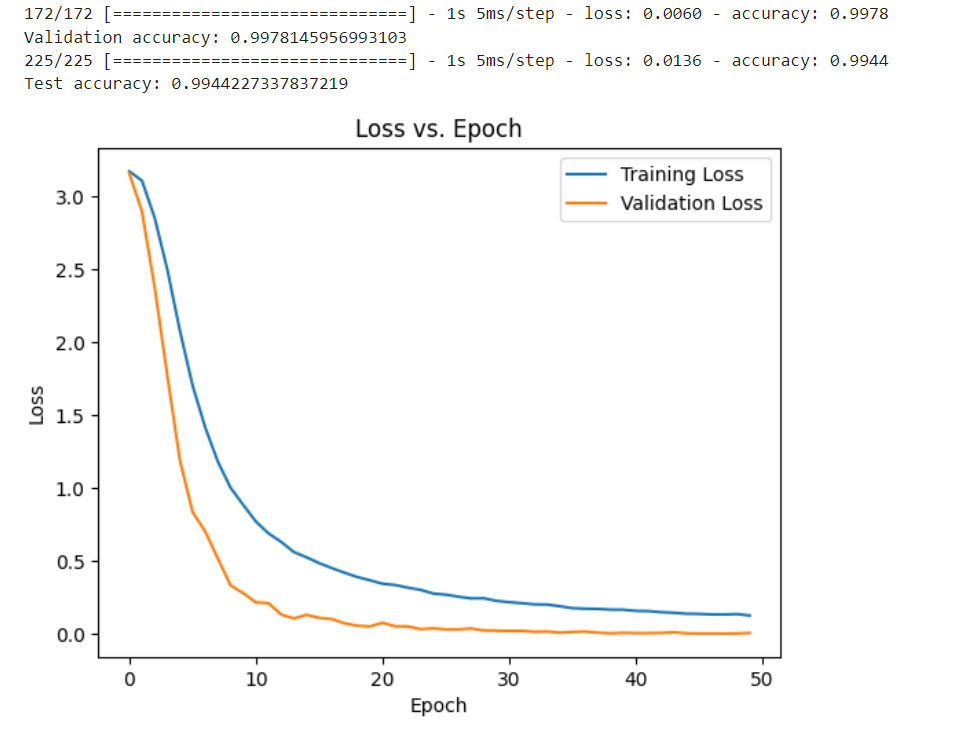 172/172 [==============================] - 1s 5ms/step - loss: 0.0060 - accuracy: 0.9978
Validation accuracy: 0.9978145956993103
225/225 [==============================] - 1s 5ms/step - loss: 0.0136 - accuracy: 0.9944
Test accuracy: 0.9944227337837219
Loss vs. Epoch
Training Loss
Validation Loss
3.0
2.5
2.0
1.5
1.0
0.5
0.0
Loss
0 10 20 30 40 50
Epoch